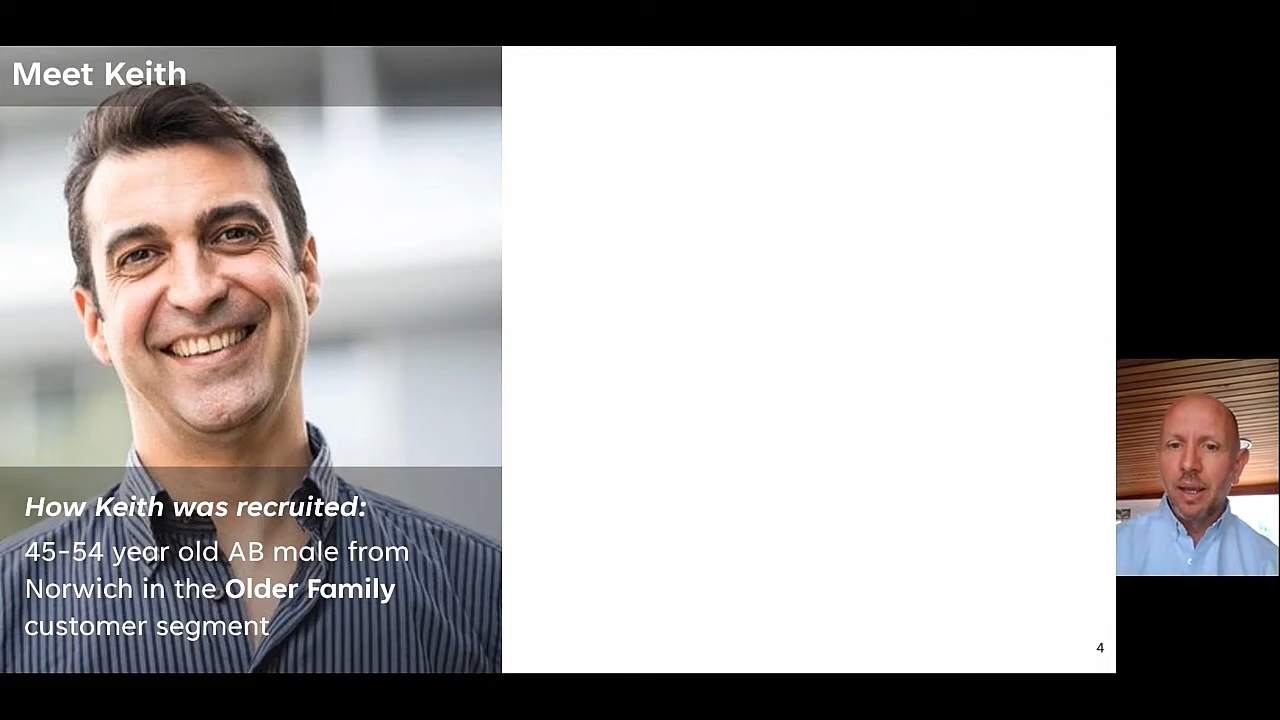 Meet Keith
How Keith was recruited:
45-54 year old AB male from
Norwich in the Older Family
customer segment
4